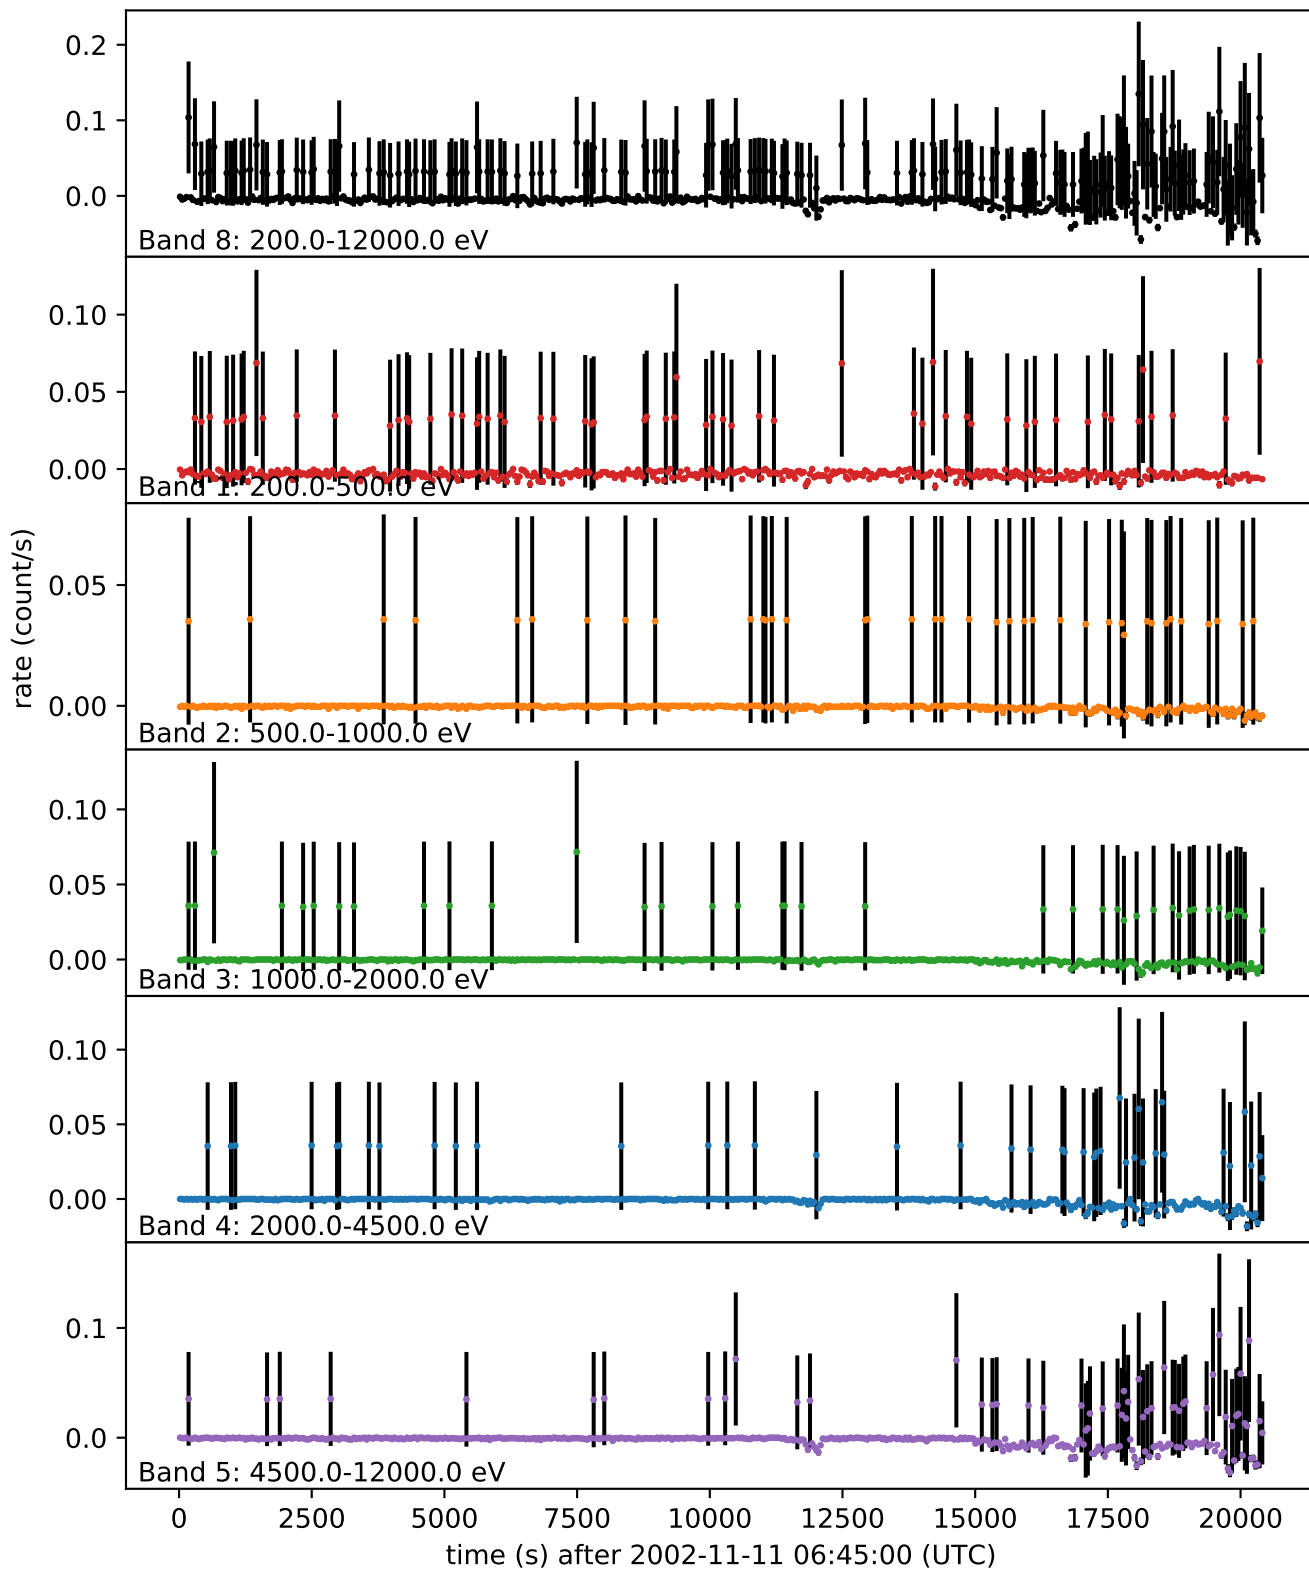 0.2
0.1
0.0
Band 8: 200.0-12000.0 eV
0.10
0.05
0.00
Band 1: 200.0-500.0 eV
0.05
0.00
Band 2: 500.0-1000.0 eV
rate (count/s)
0.10
0.05
0.00
Band 3: 1000.0-2000.0 eV
0.10
0.05
0.00
Band 4: 2000.0-4500.0 eV
0.1
0.0
Band 5: 4500.0-12000.0 eV
0 2500 5000 7500 10000 12500 15000 17500 20000
time (s) after 2002-11-11 06:45:00 (UTC)